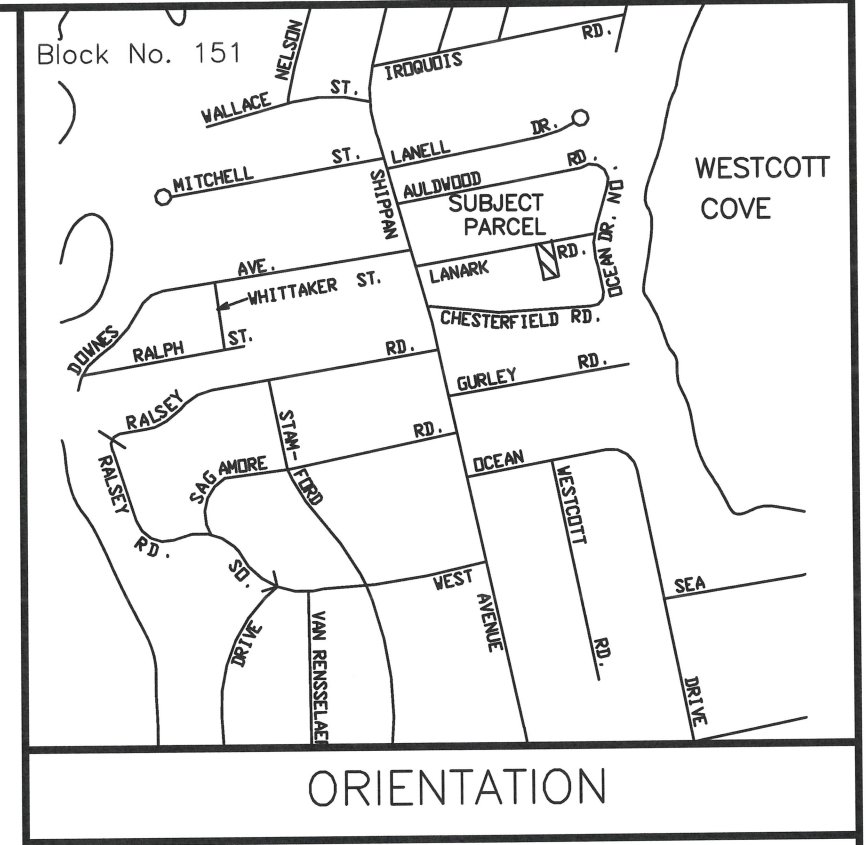 Block No. 151
NELSON
IROQUOIS RD.
WALLACE ST.
MITCHELL ST.
LANELL DR.
SHIPPAN
AULDWOOD RD.
SUBJECT
PARCEL
WESTCOTT
COVE
OCEAN DR. NO.
LANARK RD.
AVE.
WHITTAKER ST.
CHESTERFIELD RD.
DOWNES
RALPH ST.
RALSEY RD.
GURLEY RD.
STAM-
FORD
SAGAMORE RD.
OCEAN
WESTCOTT
RD.
RALSEY
RD.
SO.
WEST
AVENUE
SEA
DRIVE
VAN RENSSELAER
DRIVE
ORIENTATION